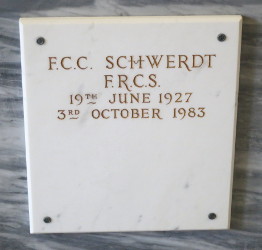 F.C.C. SCHWERDT
F.R.C.S.
19TH JUNE 1927
3RD OCTOBER 1983